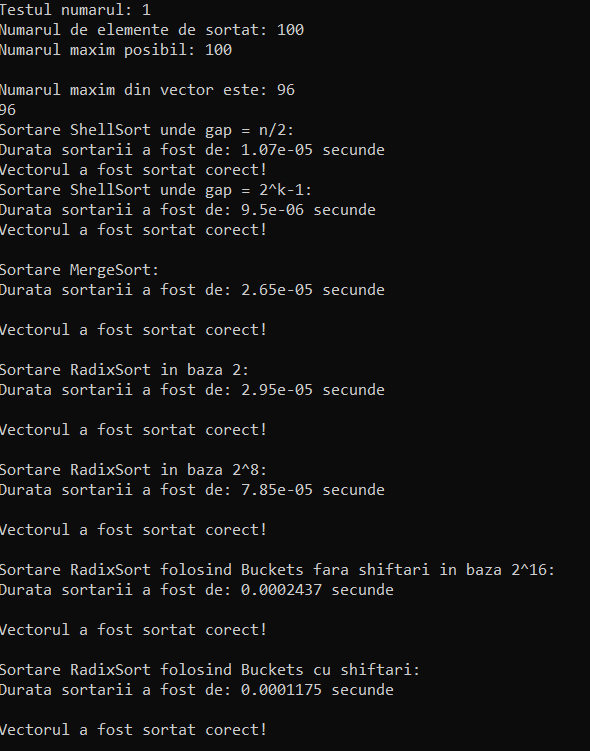 Testul numarul: 1
Numarul de elemente de sortat: 100
Numarul maxim posibil: 100
Numarul maxim din vector este: 96
96
Sortare ShellSort unde gap = n/2:
Durata sortarii a fost de: 1.07e-05 secunde
Vectorul a fost sortat corect!
Sortare ShellSort unde gap = 2^k-1:
Durata sortarii a fost de: 9.5e-06 secunde
Vectorul a fost sortat corect!
Sortare MergeSort:
Durata sortarii a fost de: 2.65e-05 secunde
Vectorul a fost sortat corect!
Sortare RadixSort in baza 2:
Durata sortarii a fost de: 2.95e-05 secunde
Vectorul a fost sortat corect!
Sortare RadixSort in baza 2^8:
Durata sortarii a fost de: 7.85e-05 secunde
Vectorul a fost sortat corect!
Sortare RadixSort folosind Buckets fara shiftari in baza 2^16:
Durata sortarii a fost de: 0.0002437 secunde
Vectorul a fost sortat corect!
Sortare RadixSort folosind Buckets cu shiftari:
Durata sortarii a fost de: 0.0001175 secunde
Vectorul a fost sortat corect!